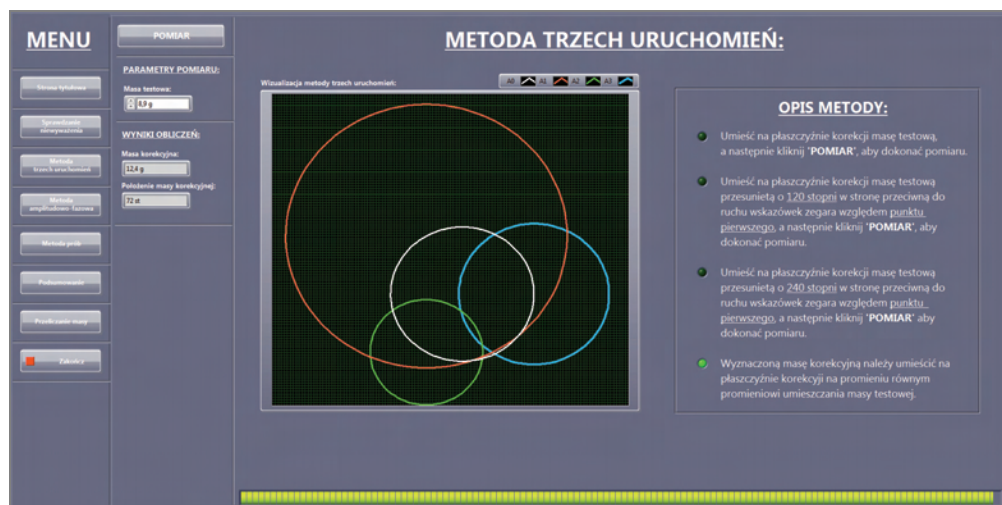 MENU
Strona tytułowa
Sprawdzanie
niewyważenia
Metoda
trzech uruchomień
Metoda
amplitudowo-fazowa
Metoda prób
Podsumowanie
Przeliczanie masy
Zakończ
POMIAR
PARAMETRY POMIARU:
Masa testowa:
8,9 g
WYNIKI OBLICZEŃ:
Masa korekcyjna:
12,4 g
Położenie masy korekcyjnej:
72 st
METODA TRZECH URUCHOMIEŃ:
Wizualizacja metody trzech uruchomień:
A0 A1 A2 A3
OPIS METODY:
Umieść na płaszczyźnie korekcji masę testową,
a następnie kliknij "POMIAR", aby dokonać pomiaru.
Umieść na płaszczyźnie korekcji masę testową
przesunietą o 120 stopni w stronę przeciwną do
ruchu wskazówek zegara względem punktu
pierwszego, a następnie kliknij "POMIAR", aby
dokonać pomiaru.
Umieść na płaszczyźnie korekcji masę testową
przesunietą o 240 stopni w stronę przeciwną do
ruchu wskazówek zegara względem punktu
pierwszego, a następnie kliknij "POMIAR" aby
dokonać pomiaru.
Wyznaczoną masę korekcyjną należy umieścić na
płaszczyźnie korekcji na promieniu równym
promieniowi umieszczania masy testowej.